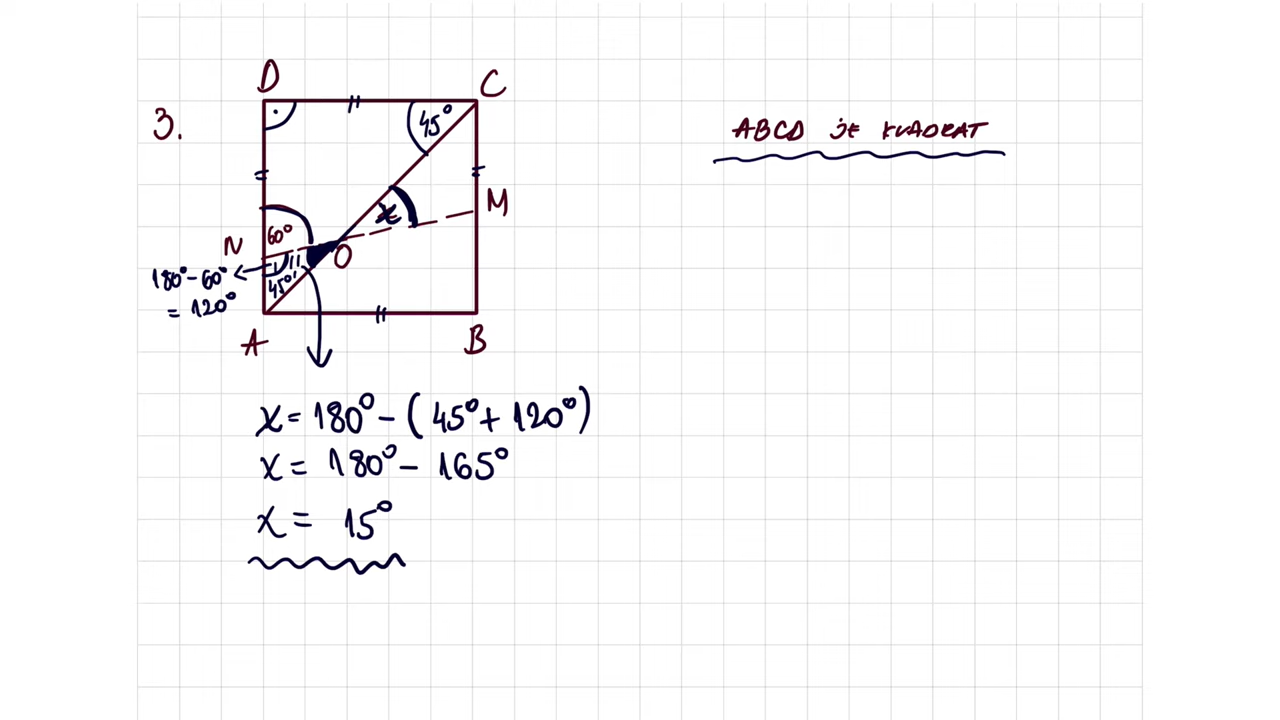 3.
ABCD je KVADRAT
D
C
45°
x
M
60°
N
O
180° - 60°
= 120°
45°
A
B
x = 180° - ( 45° + 120° )
x = 180° - 165°
x = 15°